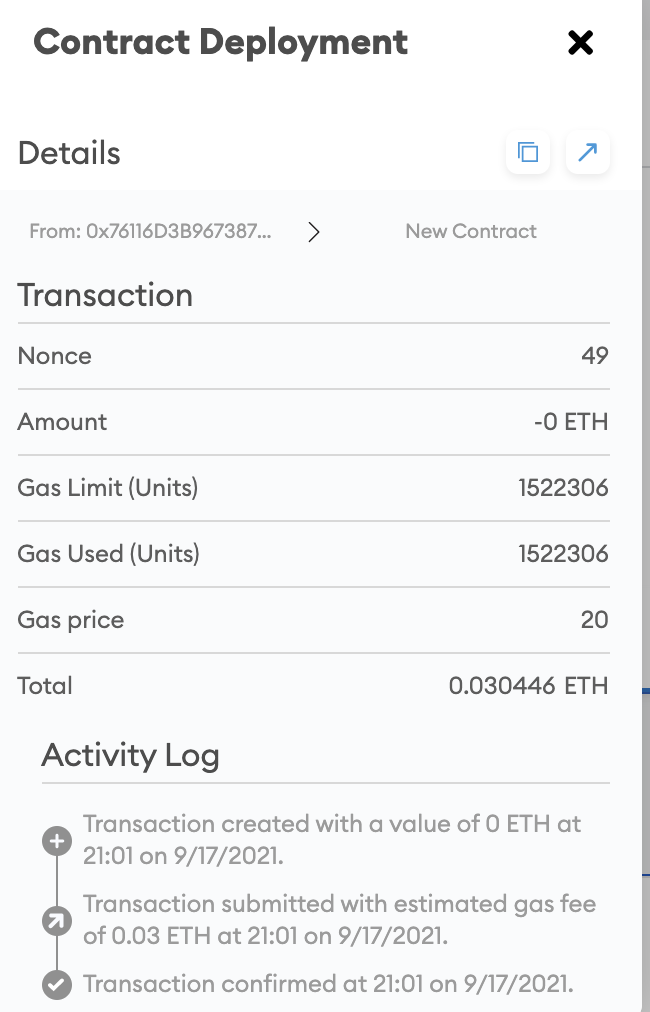 Contract Deployment
Details
From: 0x76116D3B967387... New Contract
Transaction
Nonce 49
Amount -0 ETH
Gas Limit (Units) 1522306
Gas Used (Units) 1522306
Gas price 20
Total 0.030446 ETH
Activity Log
Transaction created with a value of 0 ETH at
21:01 on 9/17/2021.
Transaction submitted with estimated gas fee
of 0.03 ETH at 21:01 on 9/17/2021.
Transaction confirmed at 21:01 on 9/17/2021.